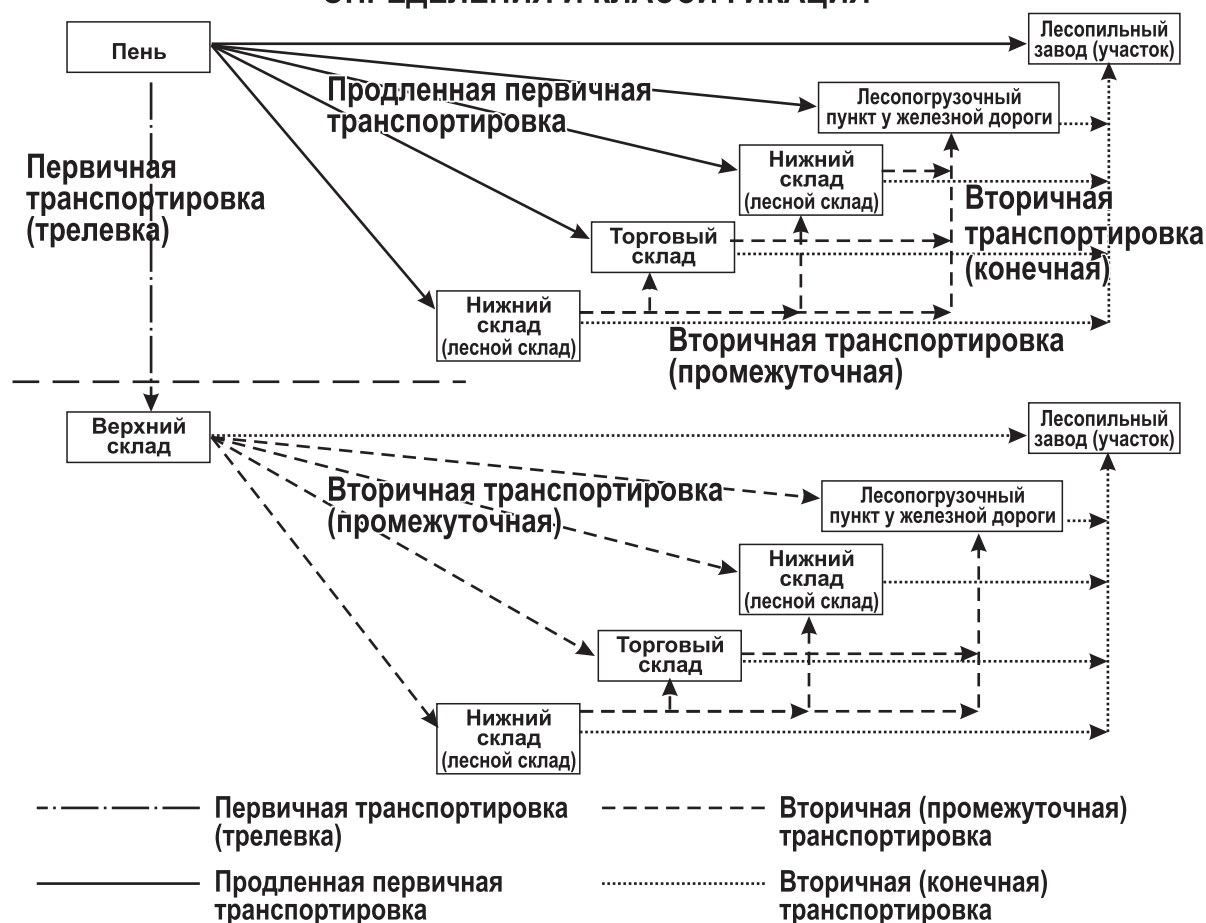 ОПРЕДЕЛЕНИЯ И КЛАССИФИКАЦИЯ
Пень
Лесопильный
завод (участок)
Продленная первичная
транспортировка
Лесопогрузочный
пункт у железной дороги
Первичная
транспортировка
(трелевка)
Нижний
склад
(лесной склад)
Вторичная
транспортировка
(конечная)
Торговый
склад
Нижний
склад
(лесной склад)
Вторичная транспортировка
(промежуточная)
Верхний
склад
Лесопильный
завод (участок)
Вторичная транспортировка
(промежуточная)
Лесопогрузочный
пункт у железной дороги
Нижний
склад
(лесной склад)
Торговый
склад
Нижний
склад
(лесной склад)
Первичная транспортировка
(трелевка)
Вторичная (промежуточная)
транспортировка
Продленная первичная
транспортировка
Вторичная (конечная)
транспортировка